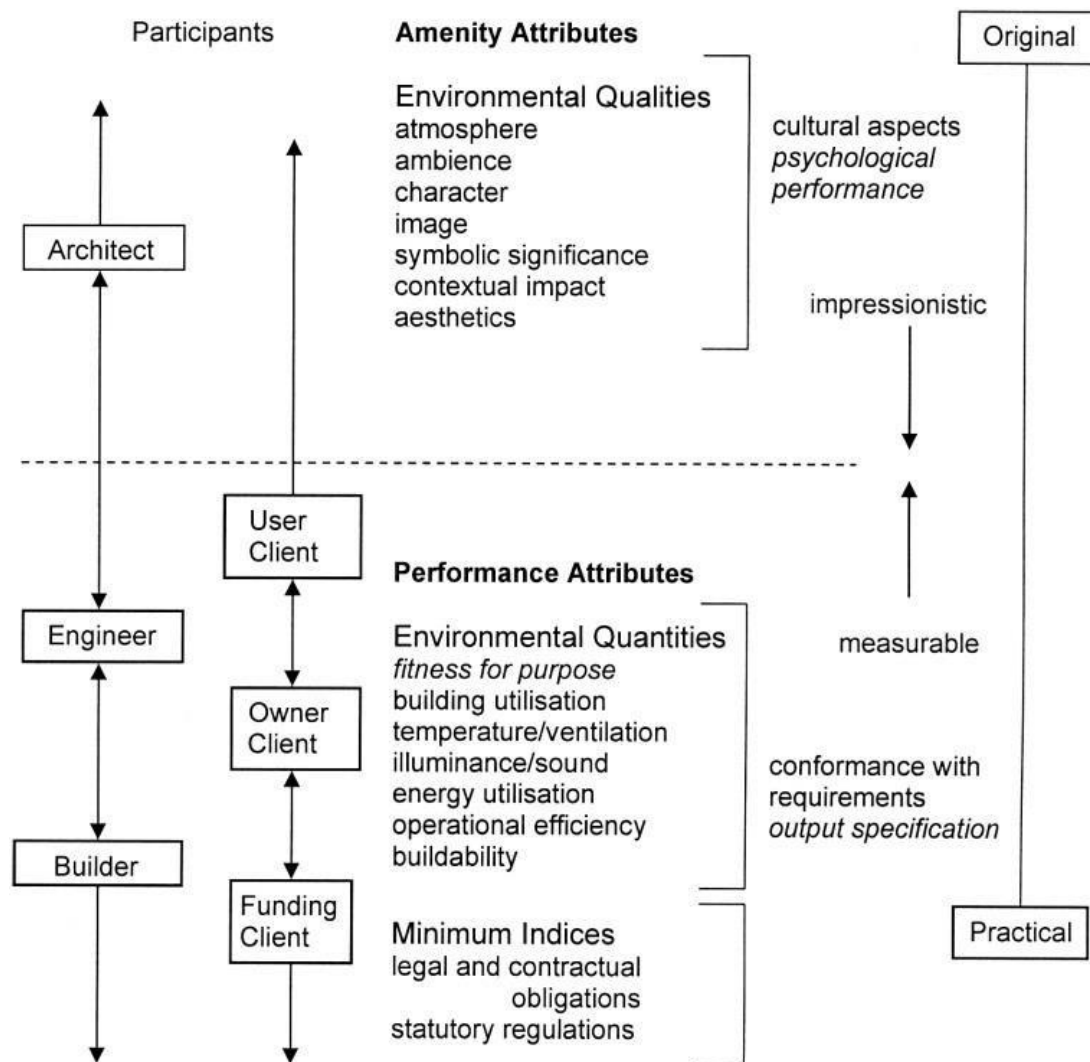 Participants
Amenity Attributes
Original
Environmental Qualities
atmosphere
ambience
character
image
symbolic significance
contextual impact
aesthetics
cultural aspects
psychological
performance
impressionistic
Architect
User
Client
Engineer
Owner
Client
Builder
Funding
Client
Performance Attributes
Environmental Quantities
fitness for purpose
building utilisation
temperature/ventilation
illuminance/sound
energy utilisation
operational efficiency
buildability
measurable
conformance with
requirements
output specification
Minimum Indices
legal and contractual
obligations
statutory regulations
Practical